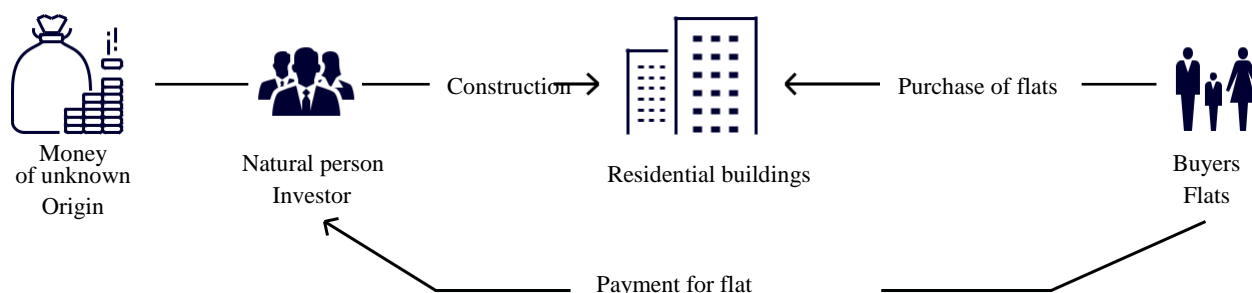 Construction
Purchase of flats
Money
of unknown
Origin
Natural person
Investor
Residential buildings
Buyers
Flats
Payment for flat